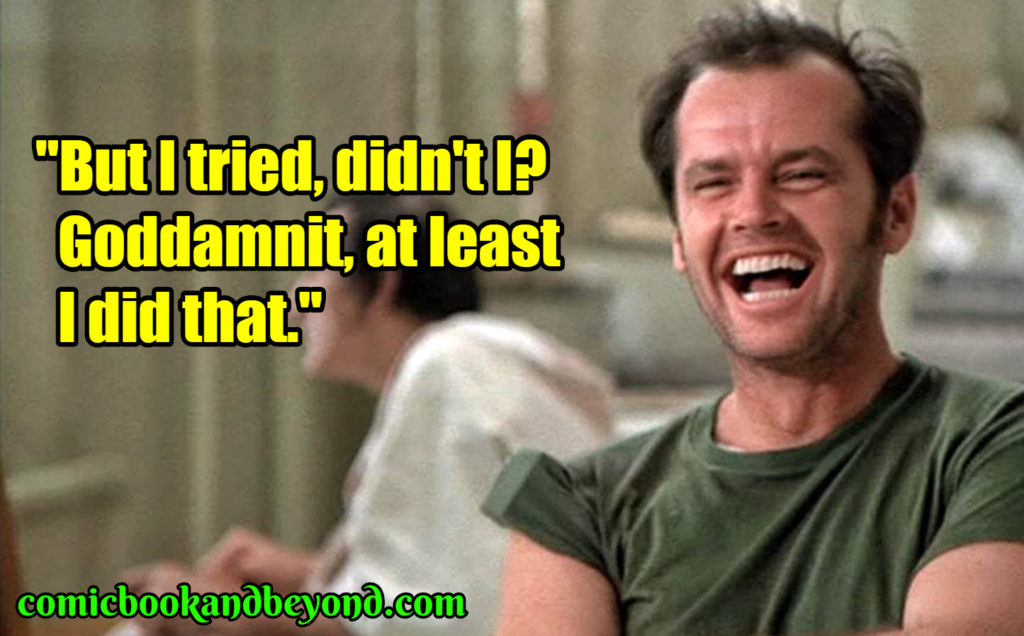 "But I tried, didn't I?
Goddamnit, at least
I did that."
comicbookandbeyond.com